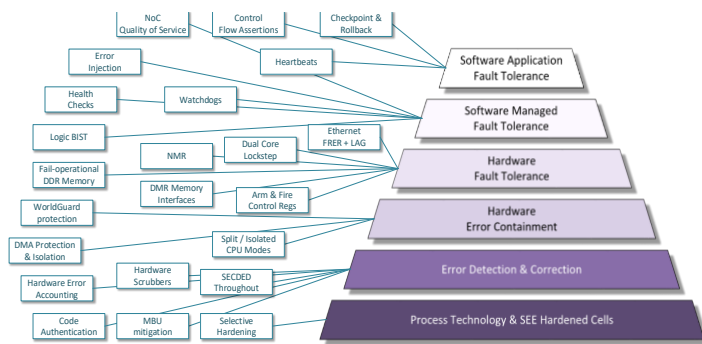 NoC
Quality of Service
Control
Flow Assertions
Checkpoint &
Rollback
Error
Injection
Heartbeats
Software Application
Fault Tolerance
Health
Checks
Watchdogs
Software Managed
Fault Tolerance
Logic BIST
Ethernet
FRER + LAG
Dual Core
Lockstep
NMR
Fail-operational
DDR Memory
Hardware
Fault Tolerance
DMR Memory
Interfaces
Arm & Fire
Control Regs
WorldGuard
protection
Hardware
Error Containment
DMA Protection
& Isolation
Split / Isolated
CPU Modes
Hardware
Scrubbers
SECDED
Throughout
Hardware Error
Accounting
Error Detection & Correction
Code
Authentication
MBU
mitigation
Selective
Hardening
Process Technology & SEE Hardened Cells